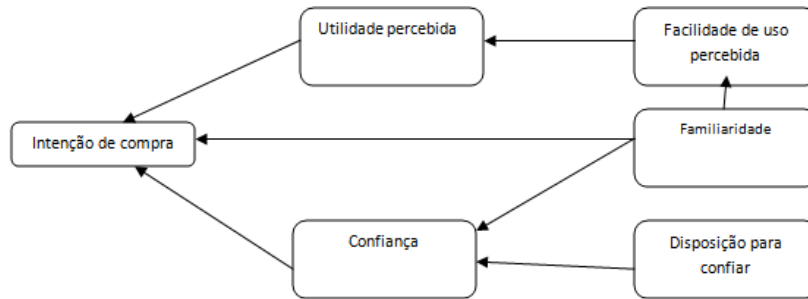 Utilidade percebida
Facilidade de uso
percebida
Intenção de compra
Familiaridade
Confiança
Disposição para
confiar